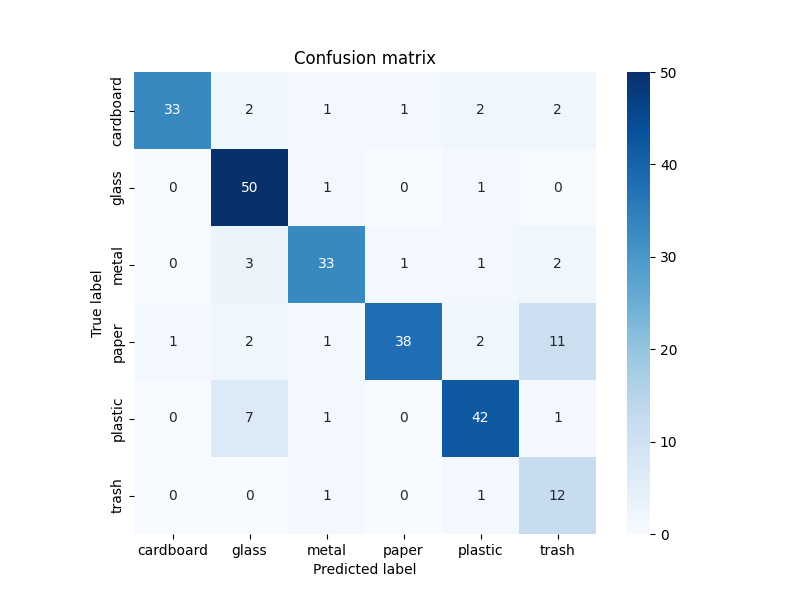 Confusion matrix
cardboard 33 2 1 1 2 2
glass 0 50 1 0 1 0
metal 0 3 33 1 1 2
paper 1 2 1 38 2 11
plastic 0 7 1 0 42 1
trash 0 0 1 0 1 12
True label
cardboard glass metal paper plastic trash
Predicted label
50
40
30
20
10
0